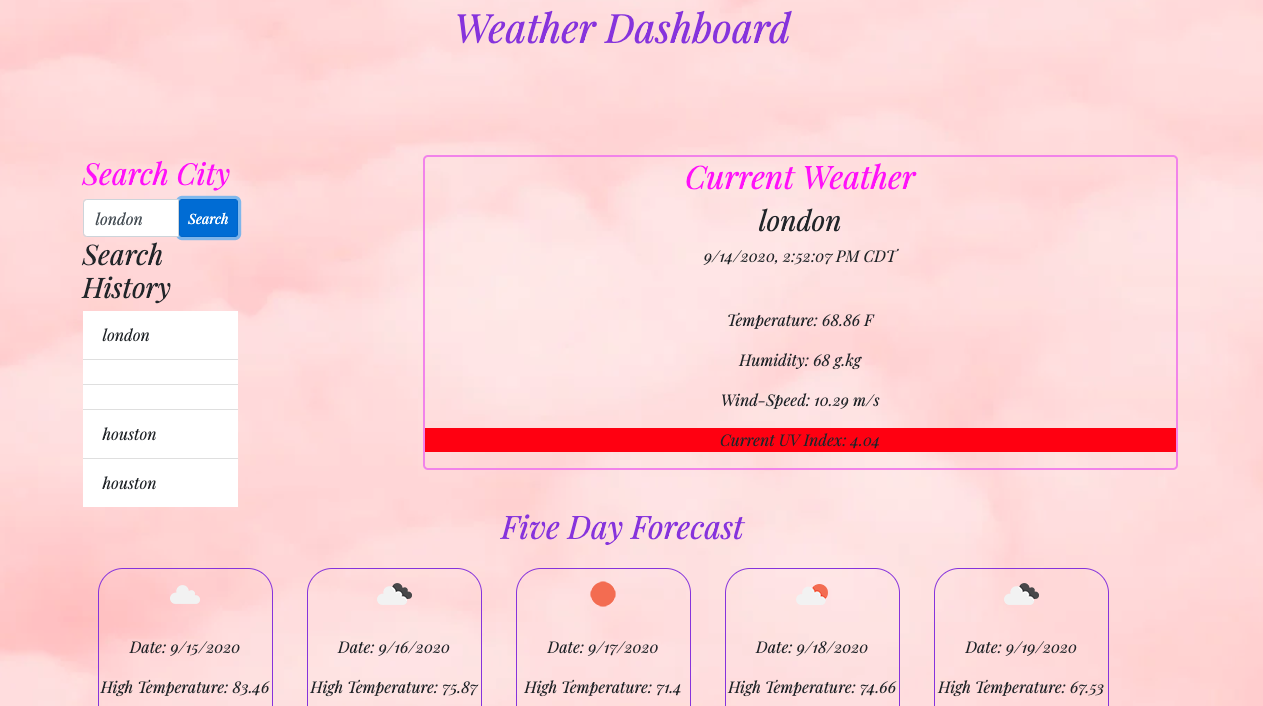 Weather Dashboard
Search City
london Search
Search
History
london
houston
houston
Current Weather
london
9/14/2020, 2:52:07 PM CDT
Temperature: 68.86 F
Humidity: 68 g.kg
Wind-Speed: 10.29 m/s
Current UV Index: 4.04
Five Day Forecast
Date: 9/15/2020
High Temperature: 83.46
Date: 9/16/2020
High Temperature: 75.87
Date: 9/17/2020
High Temperature: 71.4
Date: 9/18/2020
High Temperature: 74.66
Date: 9/19/2020
High Temperature: 67.53